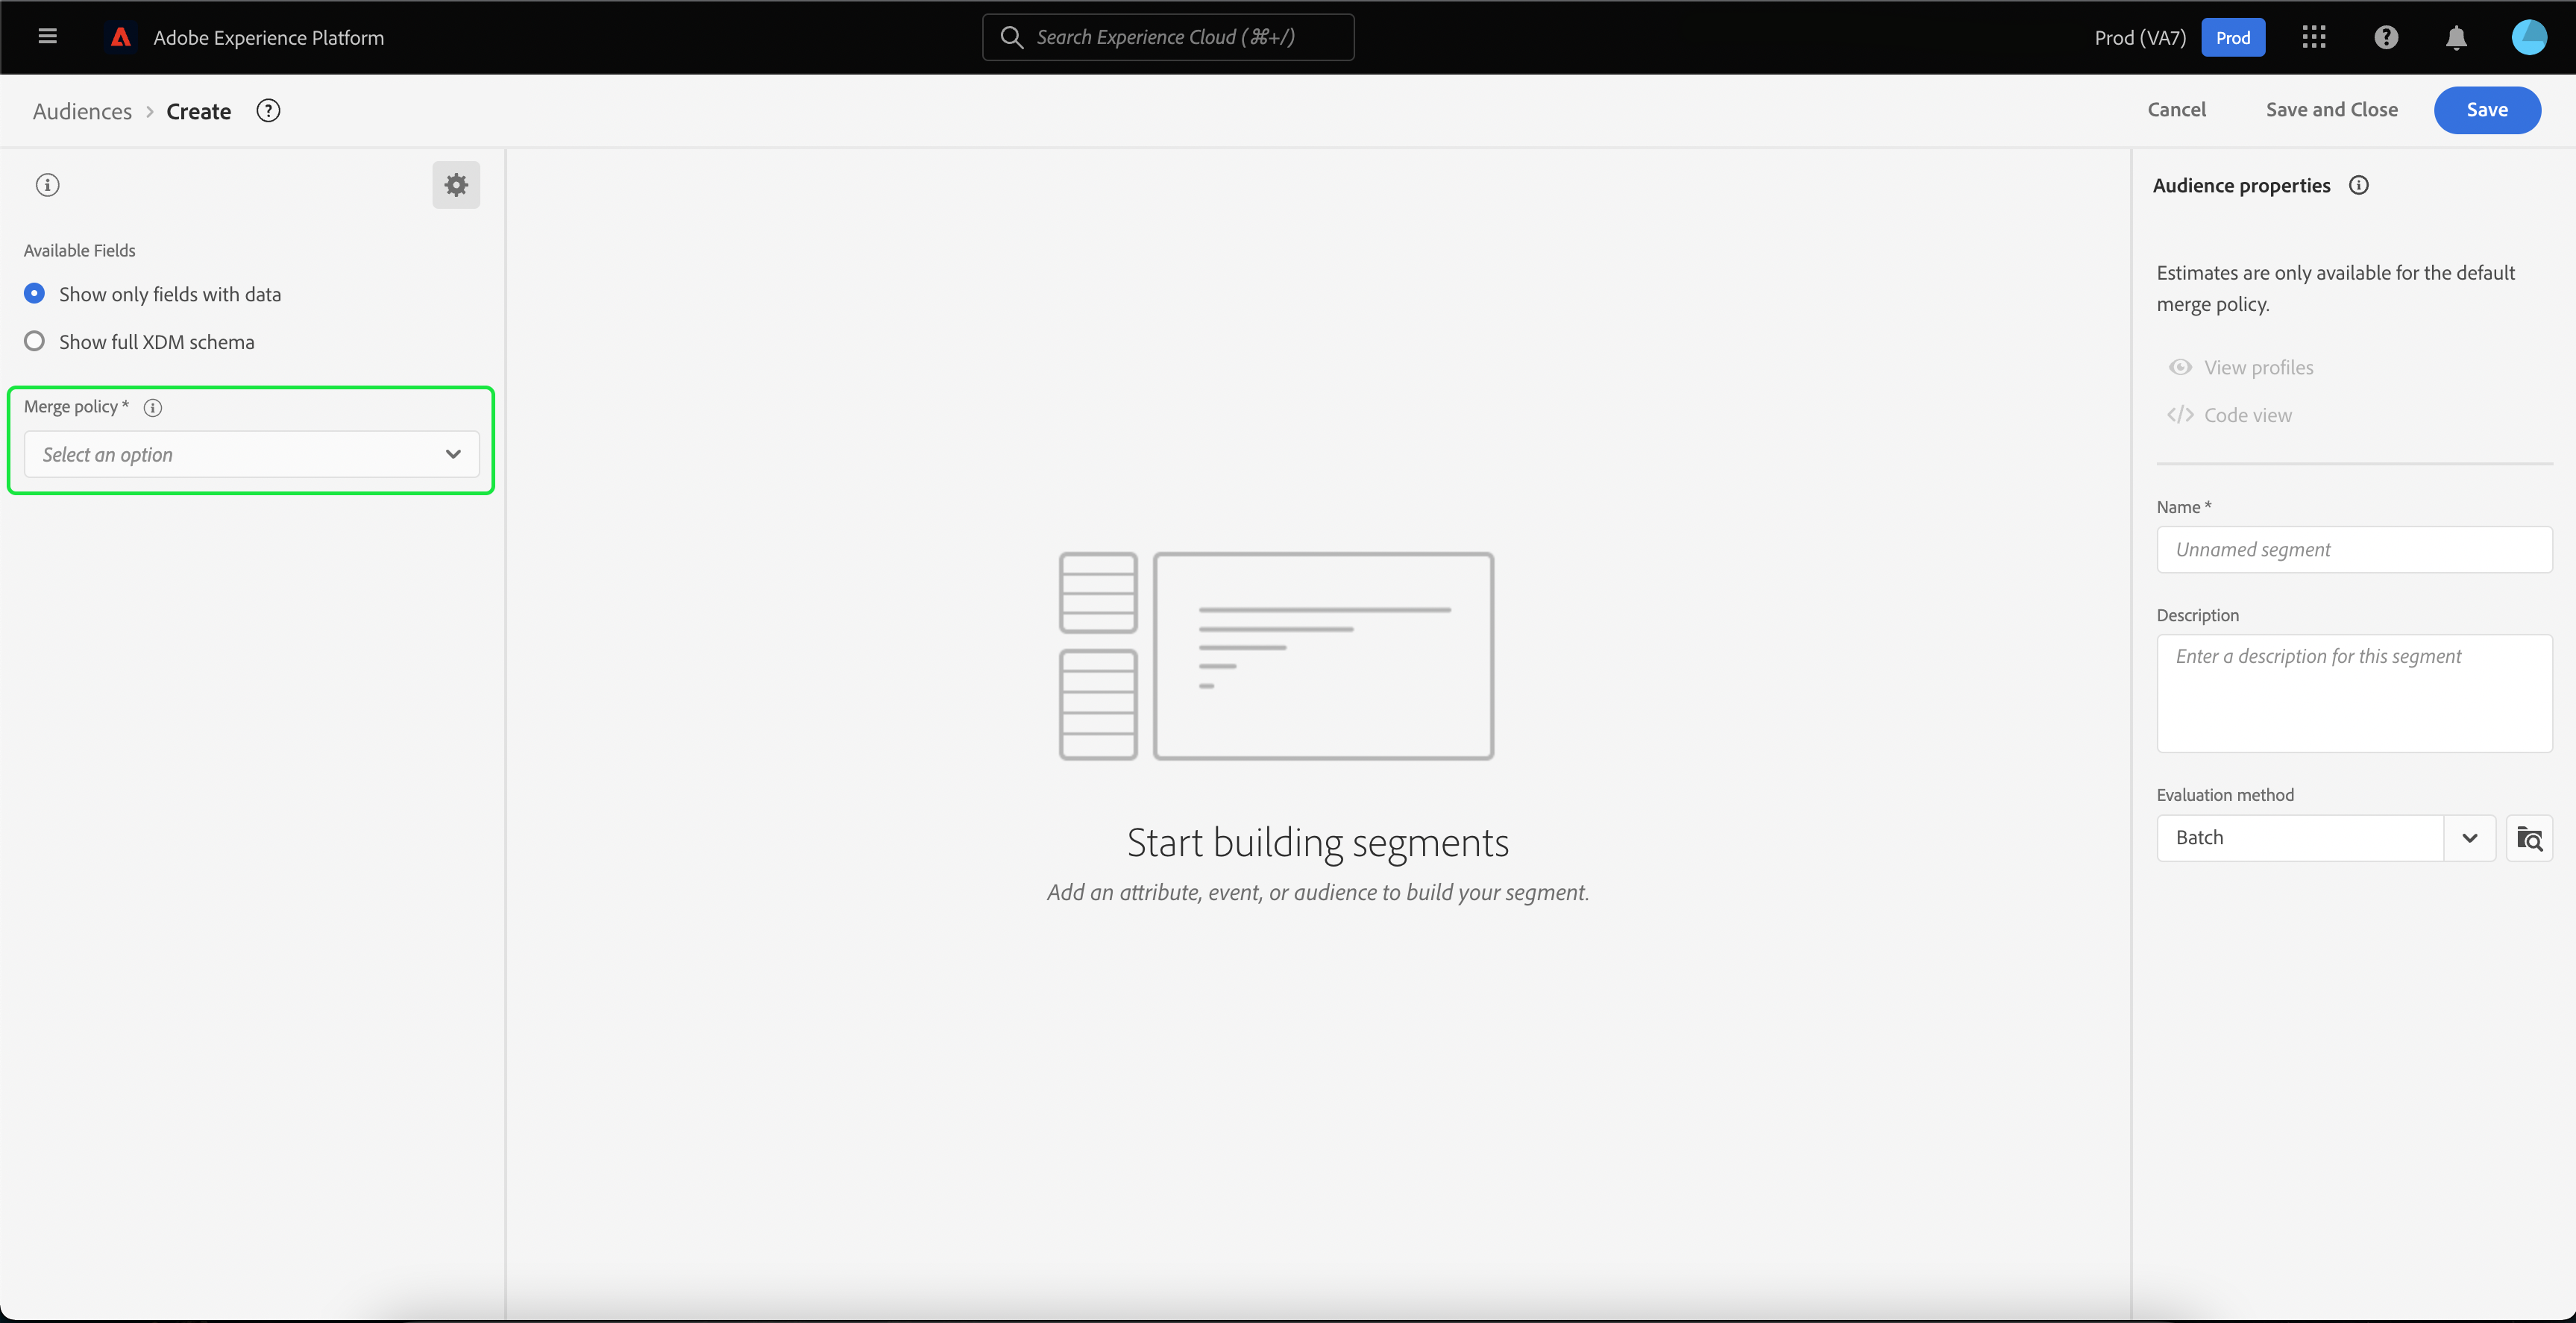 Adobe Experience Platform
Search Experience Cloud (⌘+/)
Prod (VA7)
Prod
Audiences
Create
Cancel
Save and Close
Save
Available Fields
Show only fields with data
Show full XDM schema
Merge policy *
Select an option
Start building segments
Add an attribute, event, or audience to build your segment.
Audience properties
Estimates are only available for the default
merge policy.
View profiles
Code view
Name *
Unnamed segment
Description
Enter a description for this segment
Evaluation method
Batch